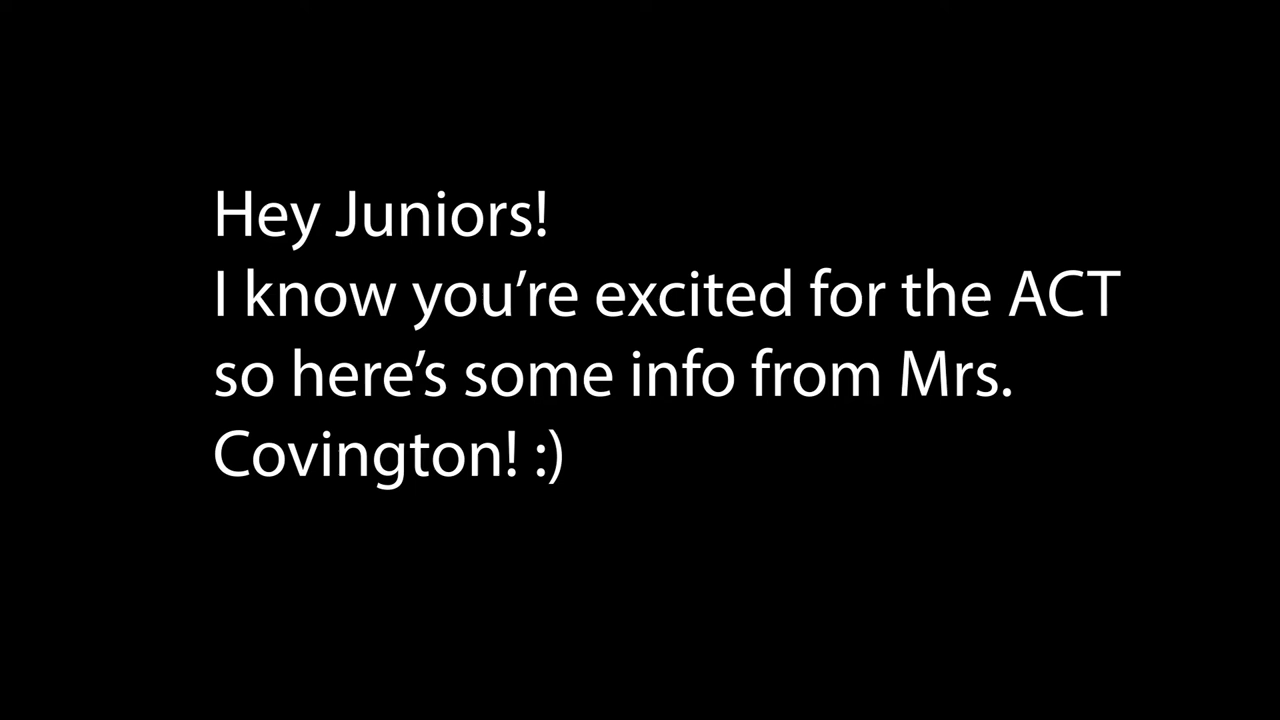 Hey Juniors!
I know you’re excited for the ACT
so here’s some info from Mrs.
Covington! :)